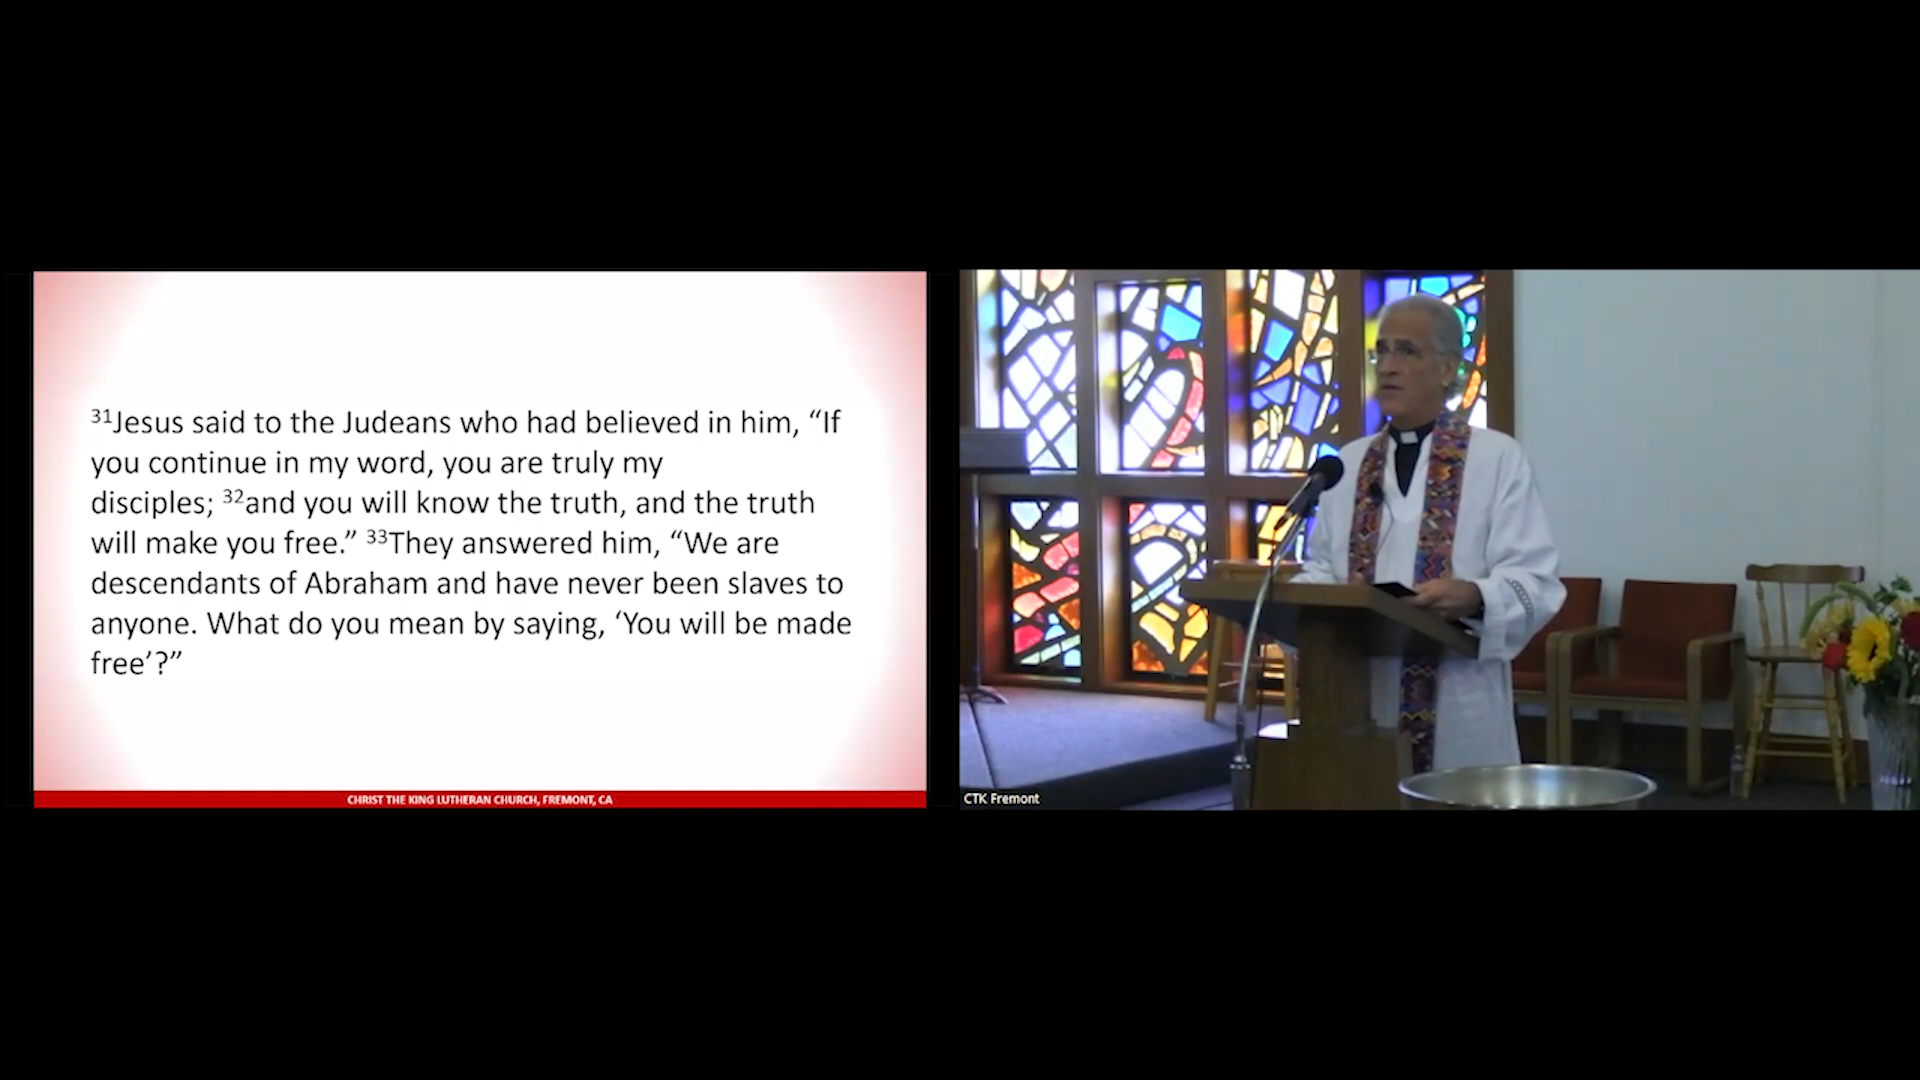 ³¹Jesus said to the Judeans who had believed in him, “If
you continue in my word, you are truly my
disciples; ³²and you will know the truth, and the truth
will make you free.” ³³They answered him, “We are
descendants of Abraham and have never been slaves to
anyone. What do you mean by saying, ‘You will be made
free’?”
CHRIST THE KING LUTHERAN CHURCH, FREMONT, CA
CTK Fremont